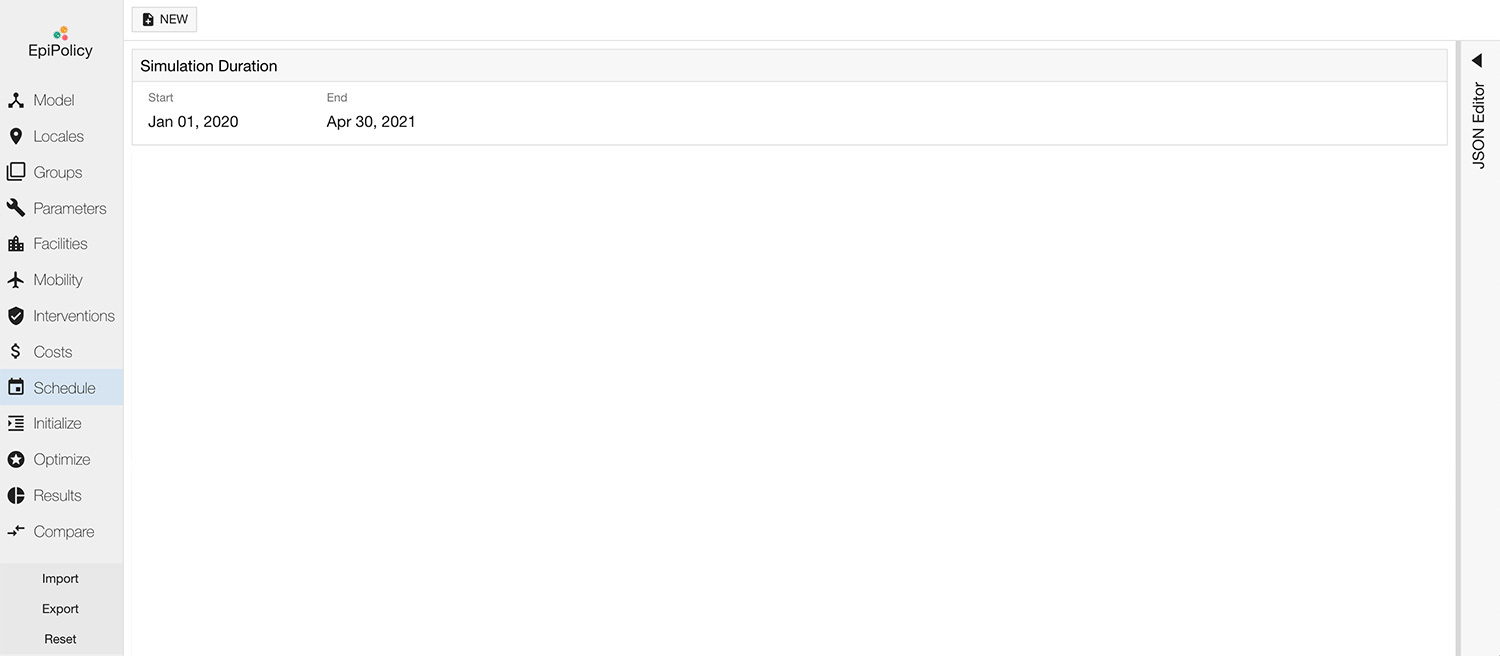 EpiPolicy
Model
Locales
Groups
Parameters
Facilities
Mobility
Interventions
Costs
Schedule
Initialize
Optimize
Results
Compare
Import
Export
Reset
NEW
Simulation Duration
Start End
Jan 01, 2020 Apr 30, 2021
JSON Editor